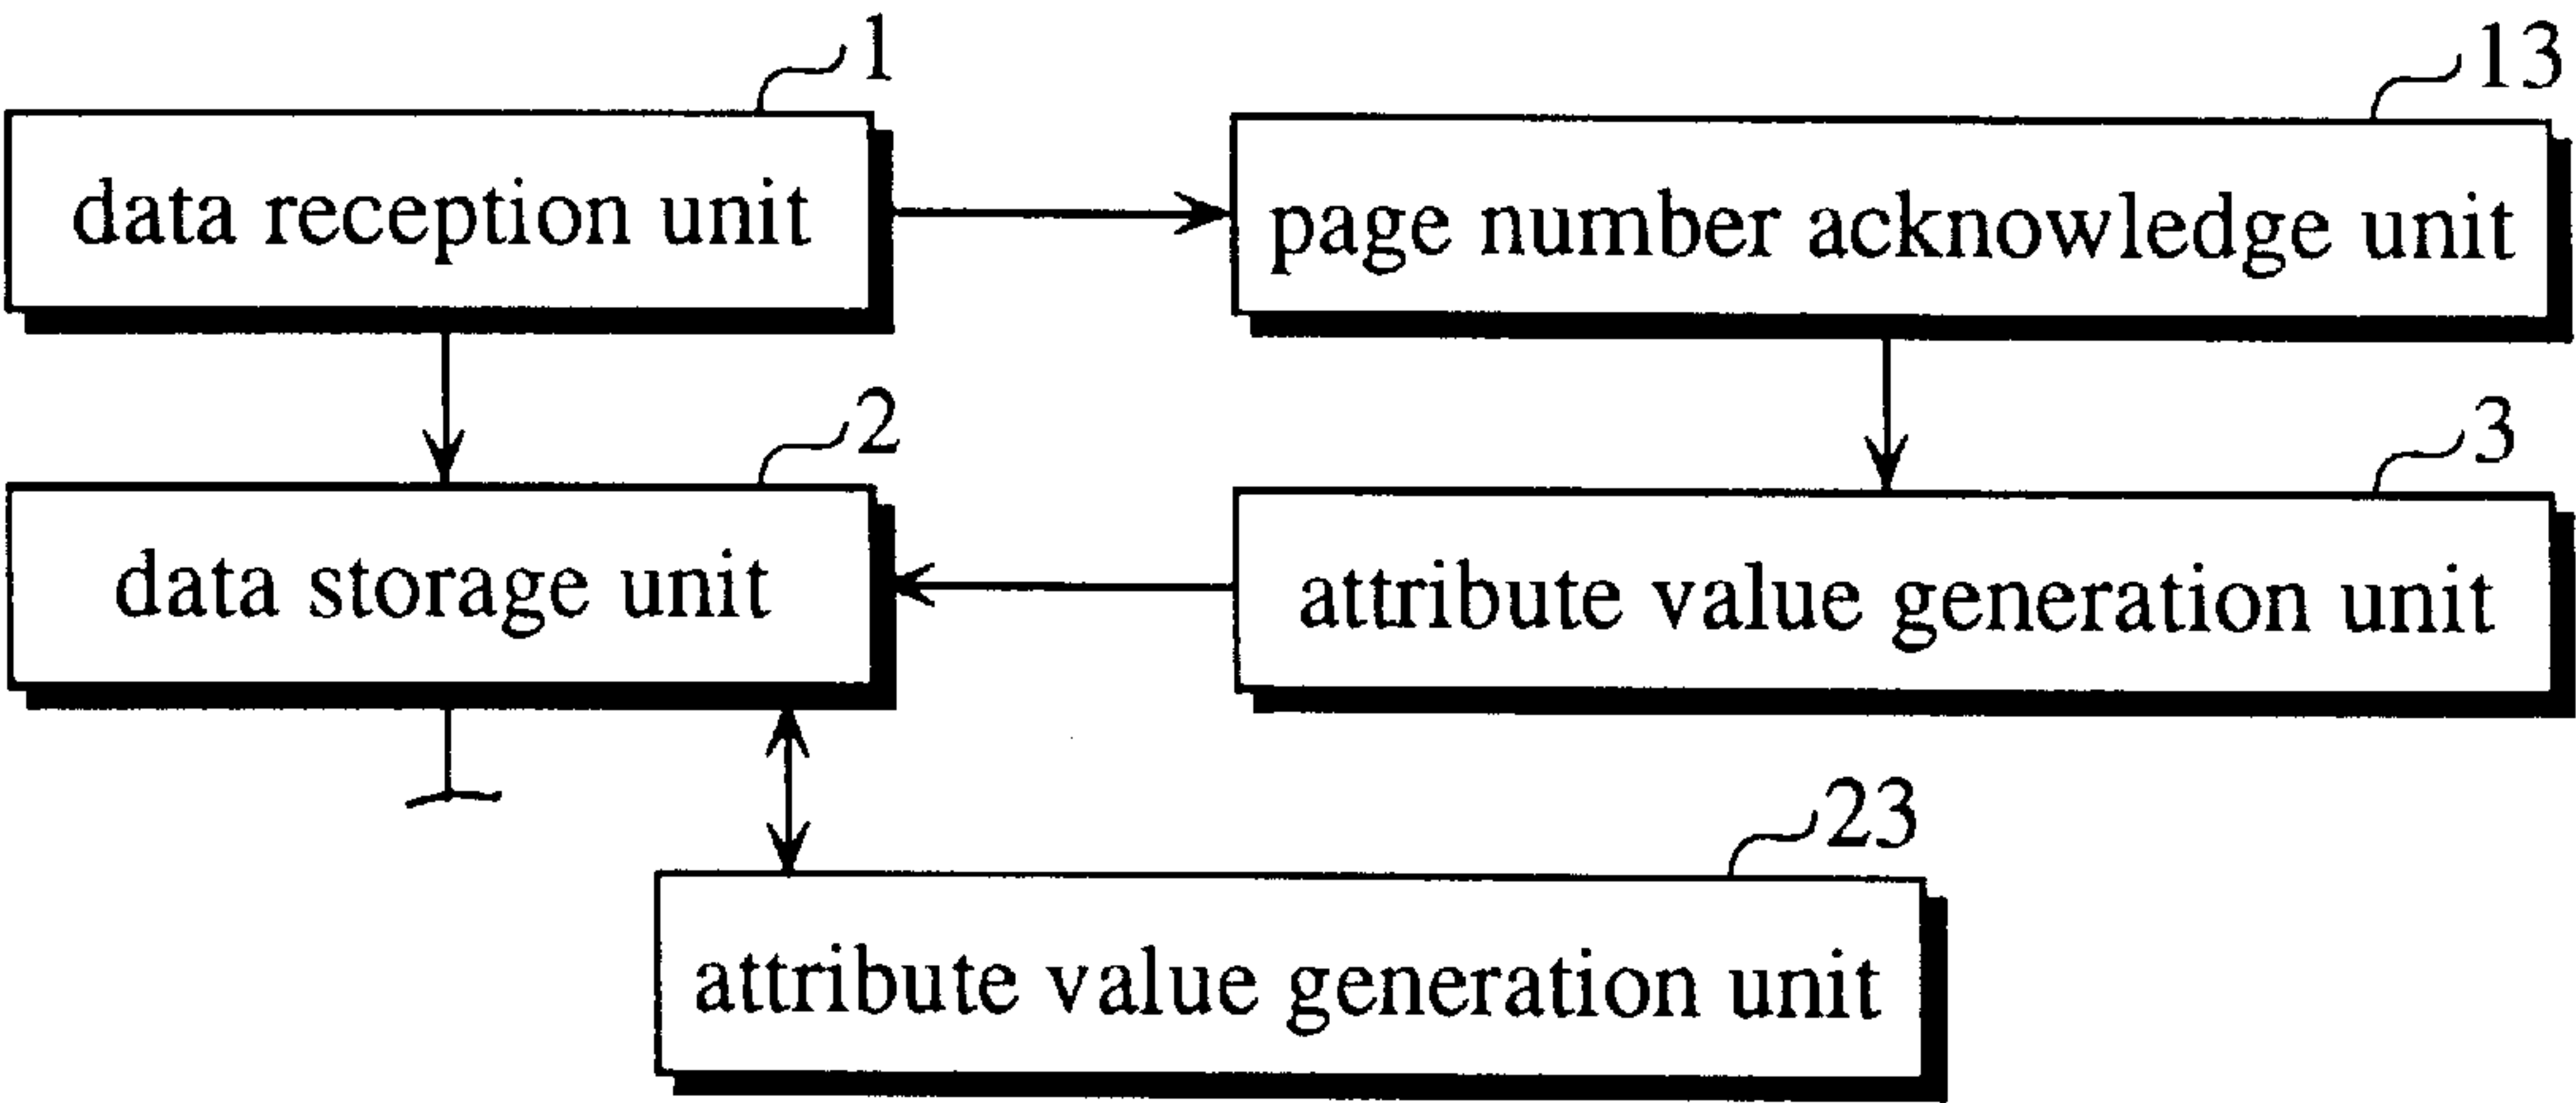 1
13
data reception unit
page number acknowledge unit
2
3
data storage unit
attribute value generation unit
23
attribute value generation unit